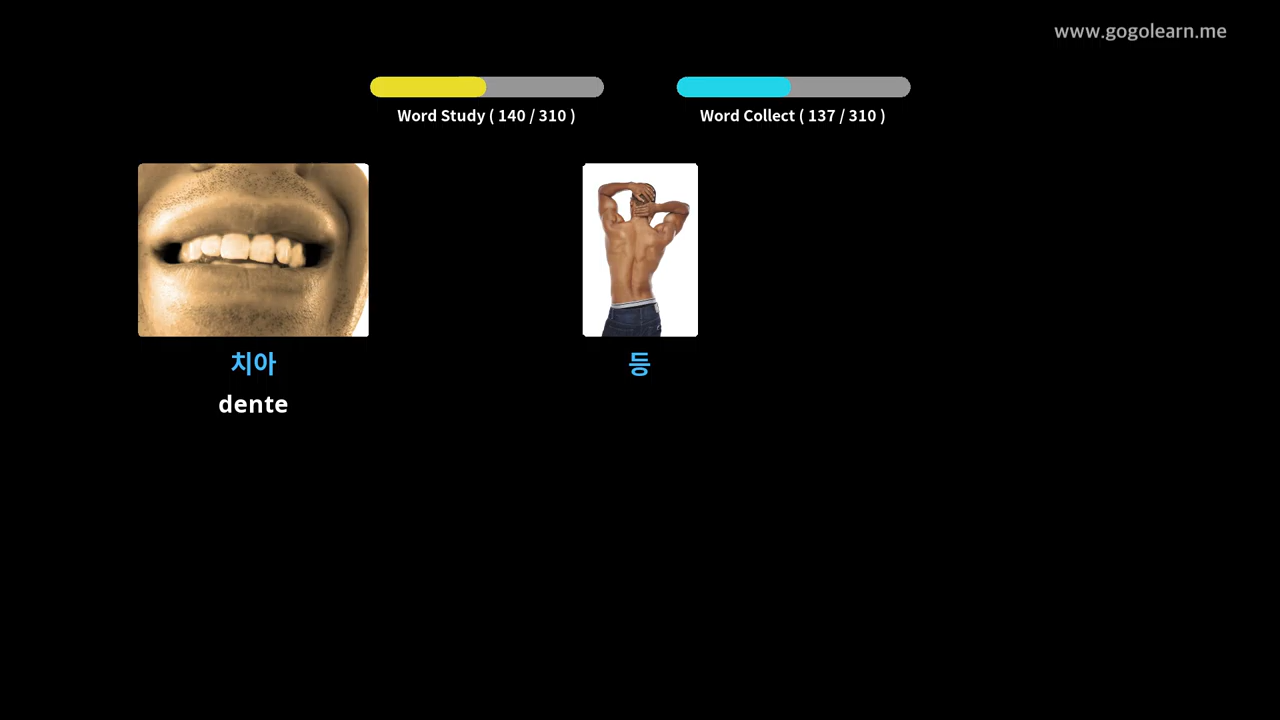 www.gogolearn.me
Word Study ( 140 / 310 )
Word Collect ( 137 / 310 )
치아
등
dente